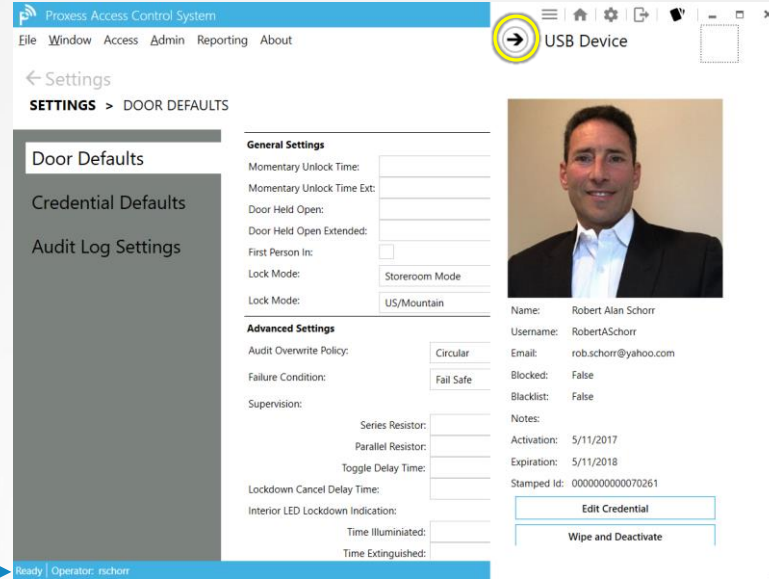 Proxess Access Control System
File Window Access Admin Reporting About
USB Device
Settings
SETTINGS > DOOR DEFAULTS
Door Defaults
Credential Defaults
Audit Log Settings
General Settings
Momentary Unlock Time:
Momentary Unlock Time Ext:
Door Held Open:
Door Held Open Extended:
First Person In:
Lock Mode: Storeroom Mode
Lock Mode: US/Mountain
Advanced Settings
Audit Overwrite Policy: Circular
Failure Condition: Fail Safe
Supervision:
Series Resistor:
Parallel Resistor:
Toggle Delay Time:
Lockdown Cancel Delay Time:
Interior LED Lockdown Indication:
Time Illuminiated:
Time Extinguished:
Name: Robert Alan Schorr
Username: RobertASchorr
Email: rob.schorr@yahoo.com
Blocked: False
Blacklist: False
Notes:
Activation: 5/11/2017
Expiration: 5/11/2018
Stamped Id: 0000000000070261
Edit Credential
Wipe and Deactivate
Ready Operator: rschorr